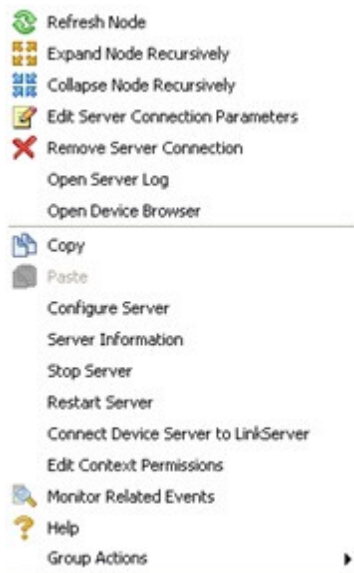 Refresh Node
Expand Node Recursively
Collapse Node Recursively
Edit Server Connection Parameters
Remove Server Connection
Open Server Log
Open Device Browser
Copy
Paste
Configure Server
Server Information
Stop Server
Restart Server
Connect Device Server to LinkServer
Edit Context Permissions
Monitor Related Events
Help
Group Actions